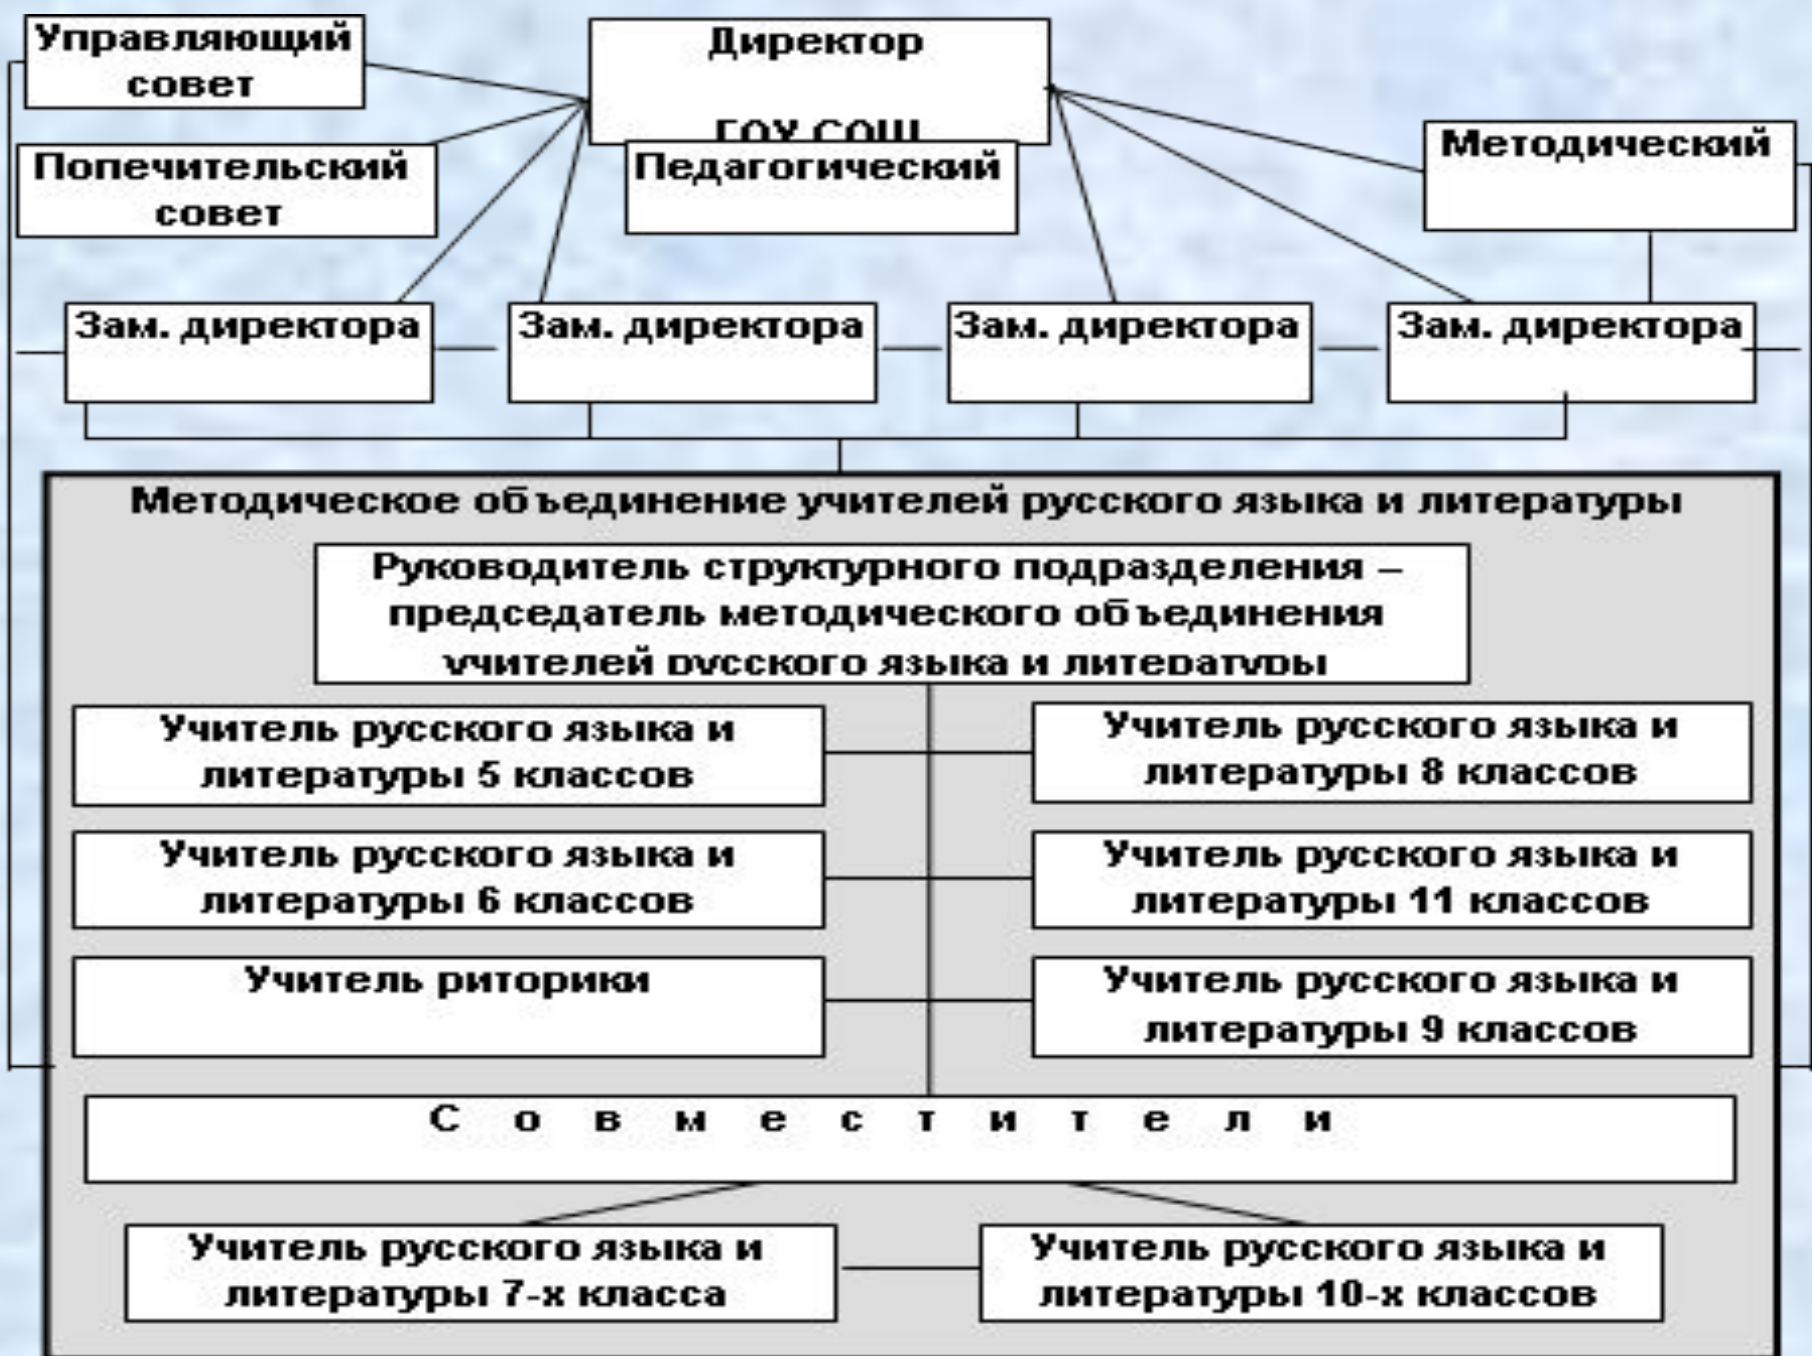 Управляющий
совет
Директор
ГОУ СОШ
Попечительский
совет
Педагогический
Методический
Зам. директора
Зам. директора
Зам. директора
Зам. директора
Методическое объединение учителей русского языка и литературы
Руководитель структурного подразделения –
председатель методического объединения
учителей русского языка и литературы
Учитель русского языка и
литературы 5 классов
Учитель русского языка и
литературы 8 классов
Учитель русского языка и
литературы 6 классов
Учитель русского языка и
литературы 11 классов
Учитель риторики
Учитель русского языка и
литературы 9 классов
С о в м е с т и т е л и
Учитель русского языка и
литературы 7-х класса
Учитель русского языка и
литературы 10-х классов